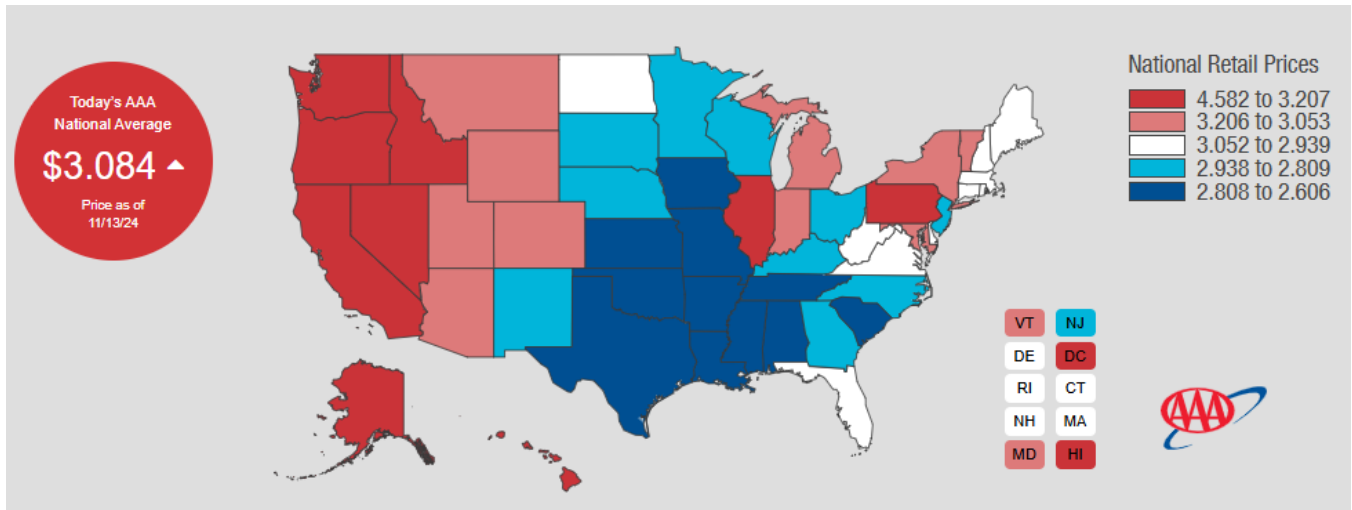 Today's AAA
National Average
$3.084
Price as of
11/13/24
National Retail Prices
4.582 to 3.207
3.206 to 3.053
3.052 to 2.939
2.938 to 2.809
2.808 to 2.606
VT NJ
DE DC
RI CT
NH MA
MD HI
AAA